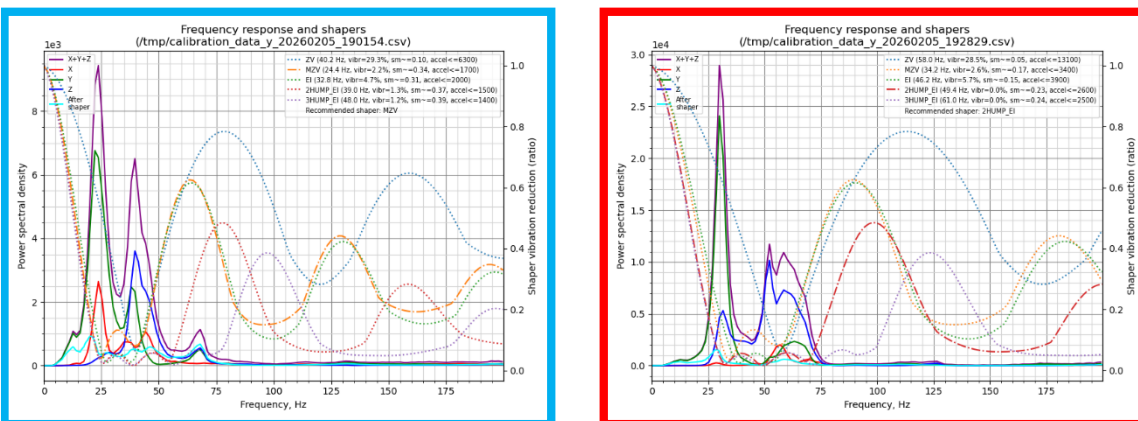 Frequency response and shapers
(/tmp/calibration_data_y_20260205_190154.csv)
1e3
X+Y+Z
X
Y
Z
After
shaper
ZV (40.2 Hz, vibr=29.3%, sm~=0.10, accel<=6300)
MZV (24.4 Hz, vibr=2.2%, sm~=0.34, accel<=1700)
EI (32.8 Hz, vibr=4.7%, sm~=0.31, accel<=2000)
2HUMP_EI (39.0 Hz, vibr=1.3%, sm~=0.37, accel<=1500)
3HUMP_EI (48.0 Hz, vibr=1.2%, sm~=0.39, accel<=1400)
Recommended shaper: MZV
8
6
4
2
0
Power spectral density
1.0
0.8
0.6
0.4
0.2
0.0
Shaper vibration reduction (ratio)
0 25 50 75 100 125 150 175
Frequency, Hz
Frequency response and shapers
(/tmp/calibration_data_y_20260205_192829.csv)
1e4
X+Y+Z
X
Y
Z
After
shaper
ZV (58.0 Hz, vibr=28.5%, sm~=0.05, accel<=13100)
MZV (34.2 Hz, vibr=2.6%, sm~=0.17, accel<=3400)
EI (46.2 Hz, vibr=5.7%, sm~=0.15, accel<=3900)
2HUMP_EI (49.4 Hz, vibr=0.0%, sm~=0.23, accel<=2600)
3HUMP_EI (61.0 Hz, vibr=0.0%, sm~=0.24, accel<=2500)
Recommended shaper: 2HUMP_EI
3.0
2.5
2.0
1.5
1.0
0.5
0.0
Power spectral density
1.0
0.8
0.6
0.4
0.2
0.0
Shaper vibration reduction (ratio)
0 25 50 75 100 125 150 175
Frequency, Hz